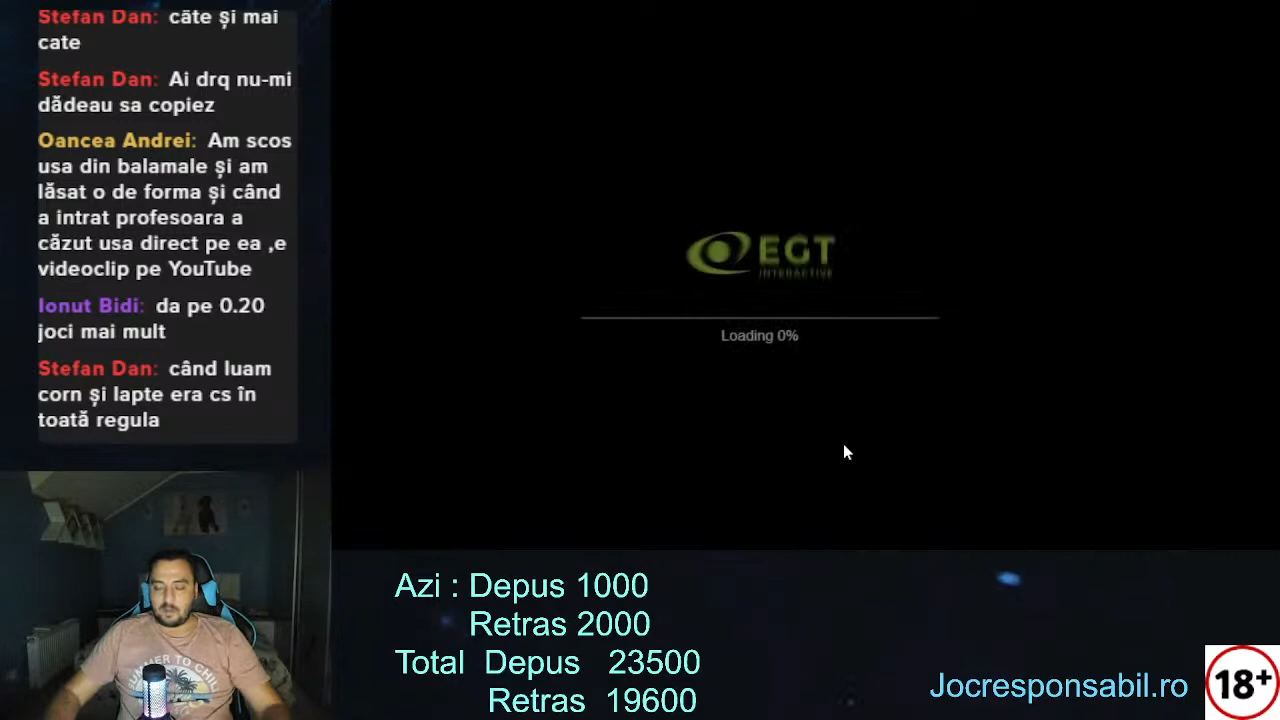 Stefan Dan: câte și mai
cate
Stefan Dan: Ai drq nu-mi
dădeau sa copiez
Oancea Andrei: Am scos
usa din balamale și am
lăsat o de forma și când
a intrat profesoara a
căzut usa direct pe ea ,e
videoclip pe YouTube
Ionut Bidi: da pe 0.20
joci mai mult
Stefan Dan: când luam
corn și lapte era cs în
toată regula
EGT
INTERACTIVE
Loading 0%
Azi : Depus 1000
Retras 2000
Total Depus 23500
Retras 19600
Jocresponsabil.ro
18+